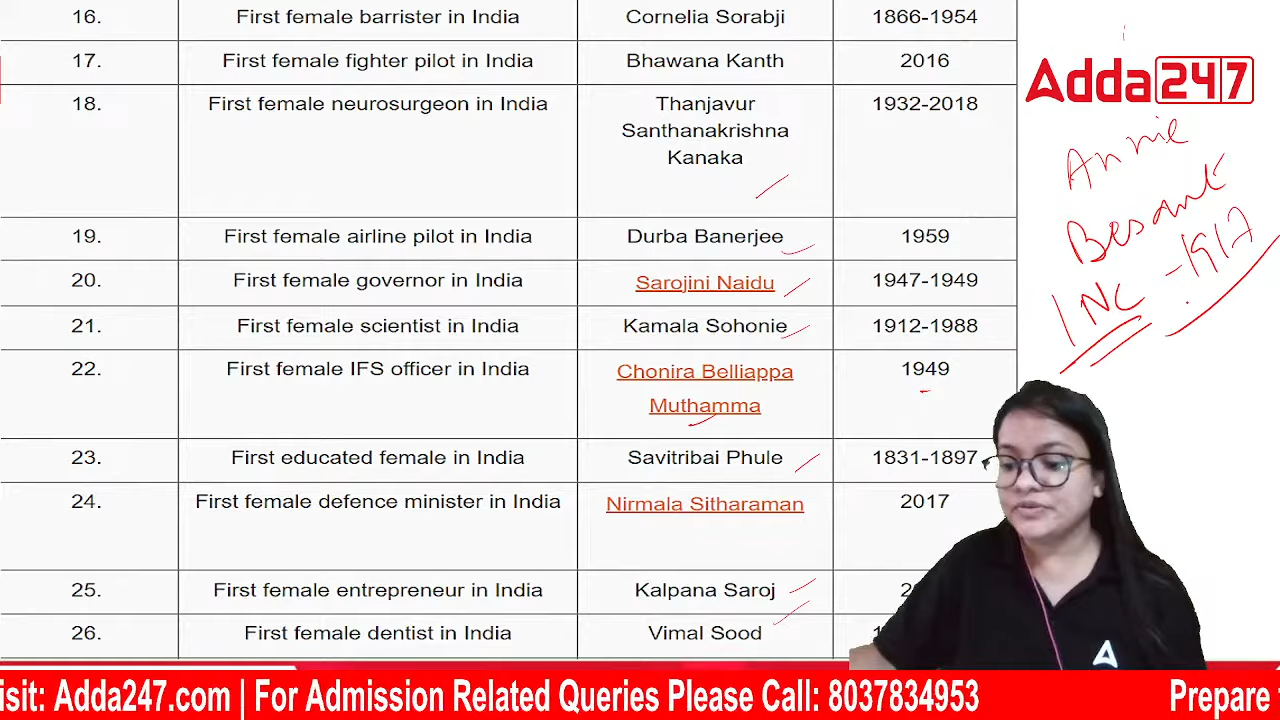 16. First female barrister in India Cornelia Sorabji 1866-1954
17. First female fighter pilot in India Bhawana Kanth 2016
18. First female neurosurgeon in India Thanjavur 1932-2018
Santhanakrishna
Kanaka
19. First female airline pilot in India Durba Banerjee 1959
20. First female governor in India Sarojini Naidu 1947-1949
21. First female scientist in India Kamala Sohonie 1912-1988
22. First female IFS officer in India Chonira Belliappa 1949
Muthamma
23. First educated female in India Savitribai Phule 1831-1897
24. First female defence minister in India Nirmala Sitharaman 2017
25. First female entrepreneur in India Kalpana Saroj
26. First female dentist in India Vimal Sood
Adda247
Annie
Besant
INC -1917
isit: Adda247.com | For Admission Related Queries Please Call: 8037834953 Prepare